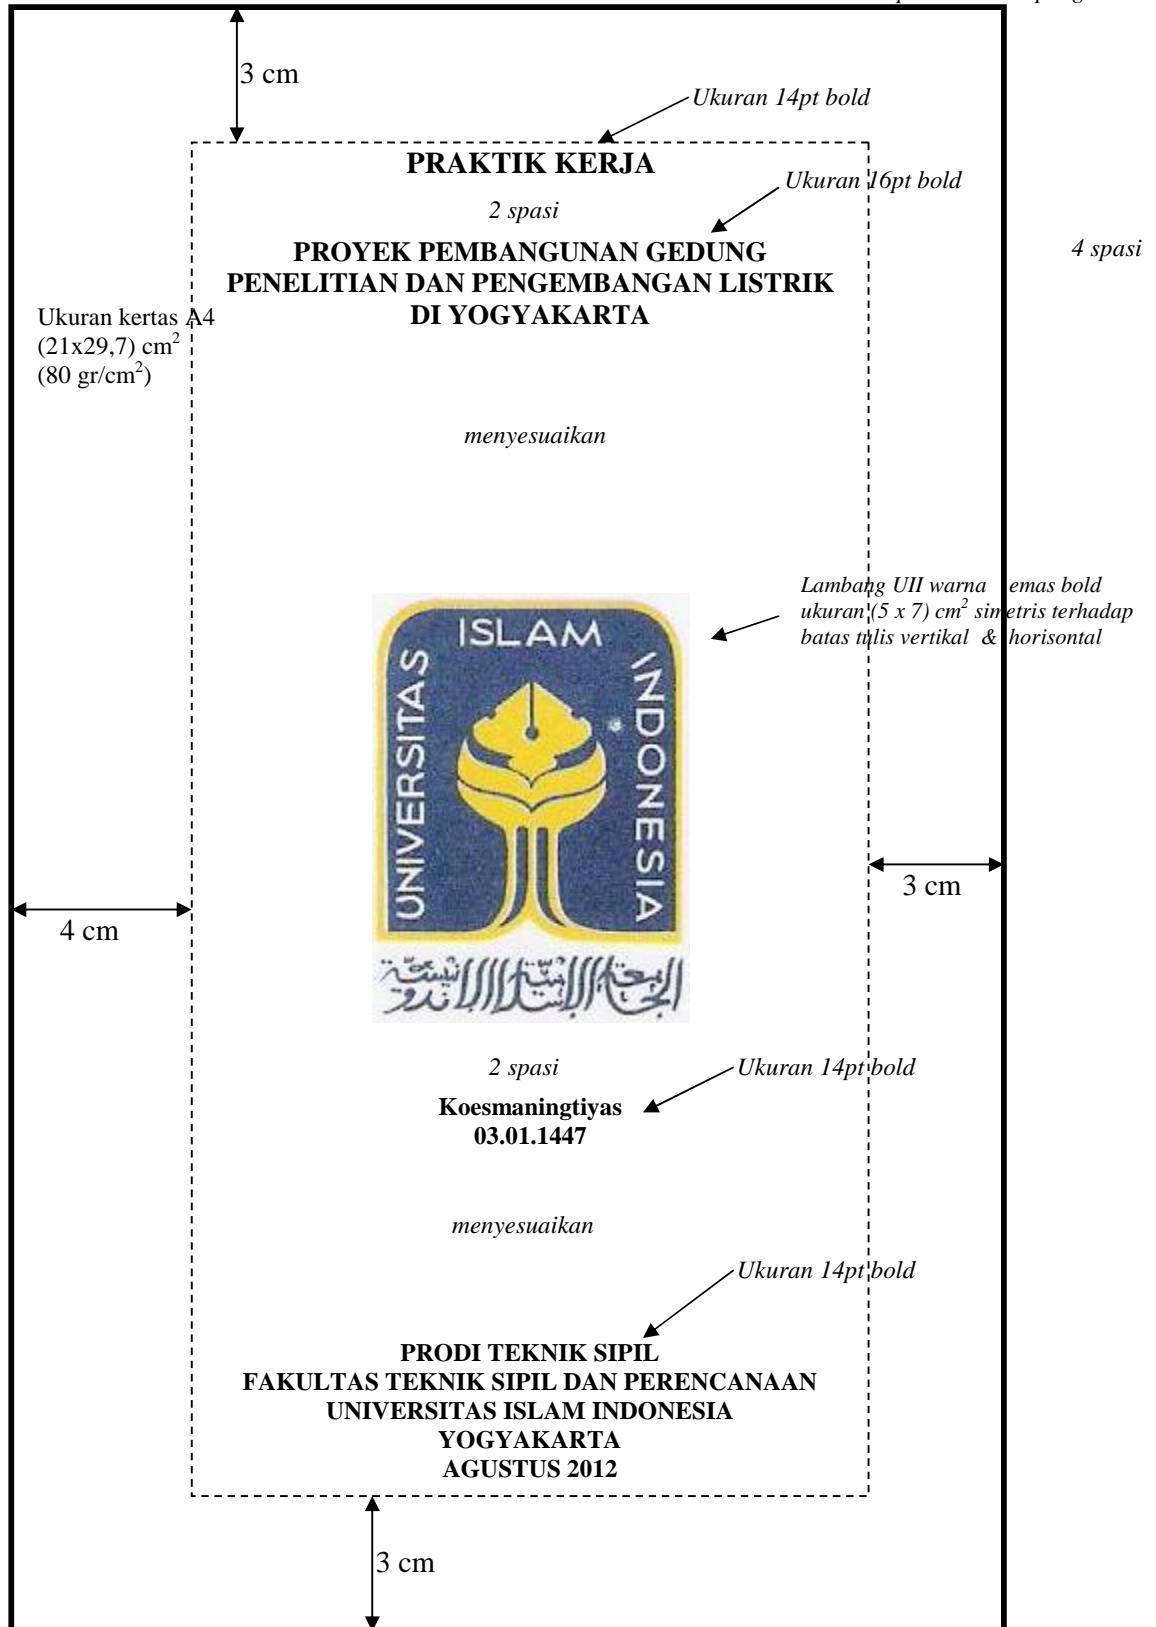 3 cm
Ukuran 14pt bold
PRAKTIK KERJA
Ukuran 16pt bold
2 spasi
PROYEK PEMBANGUNAN GEDUNG
4 spasi
PENELITIAN DAN PENGEMBANGAN LISTRIK
DI YOGYAKARTA
Ukuran kertas A4
(21x29,7) cm²
(80 gr/cm²)
menyesuaikan
Lambang UII warna emas bold
ukuran (5 x 7) cm² simetris terhadap
batas tulis vertikal & horisontal
UNIVERSITAS
ISLAM
INDONESIA
3 cm
4 cm
2 spasi
Ukuran 14pt bold
Koesmaningtiyas
03.01.1447
menyesuaikan
Ukuran 14pt bold
PRODI TEKNIK SIPIL
FAKULTAS TEKNIK SIPIL DAN PERENCANAAN
UNIVERSITAS ISLAM INDONESIA
YOGYAKARTA
AGUSTUS 2012
3 cm